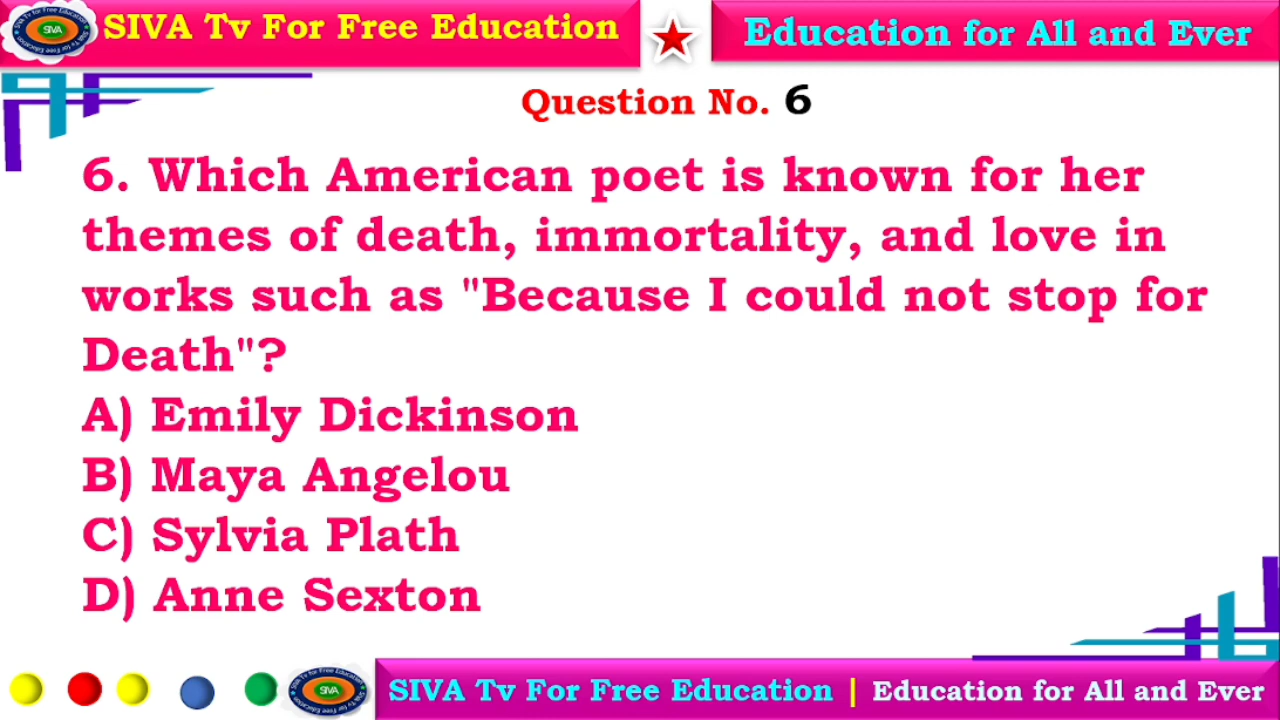 SIVA Tv For Free Education
Education for All and Ever
SIVA
Question No. 6
6. Which American poet is known for her
themes of death, immortality, and love in
works such as "Because I could not stop for
Death"?
A) Emily Dickinson
B) Maya Angelou
C) Sylvia Plath
D) Anne Sexton
SIVA
SIVA Tv For Free Education | Education for All and Ever